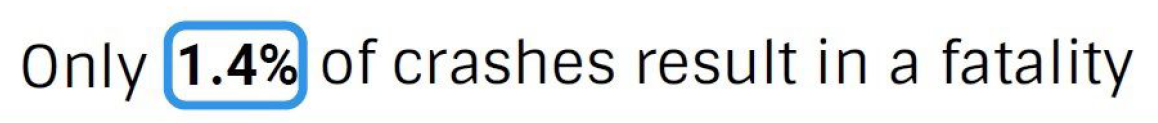 Only 1.4% of crashes result in a fatality